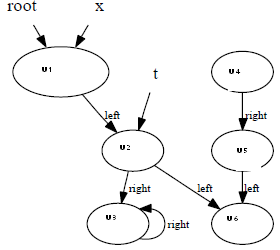 root x
U1
t
U4
left
right
U2
U5
right
left
left
U3
right
U6